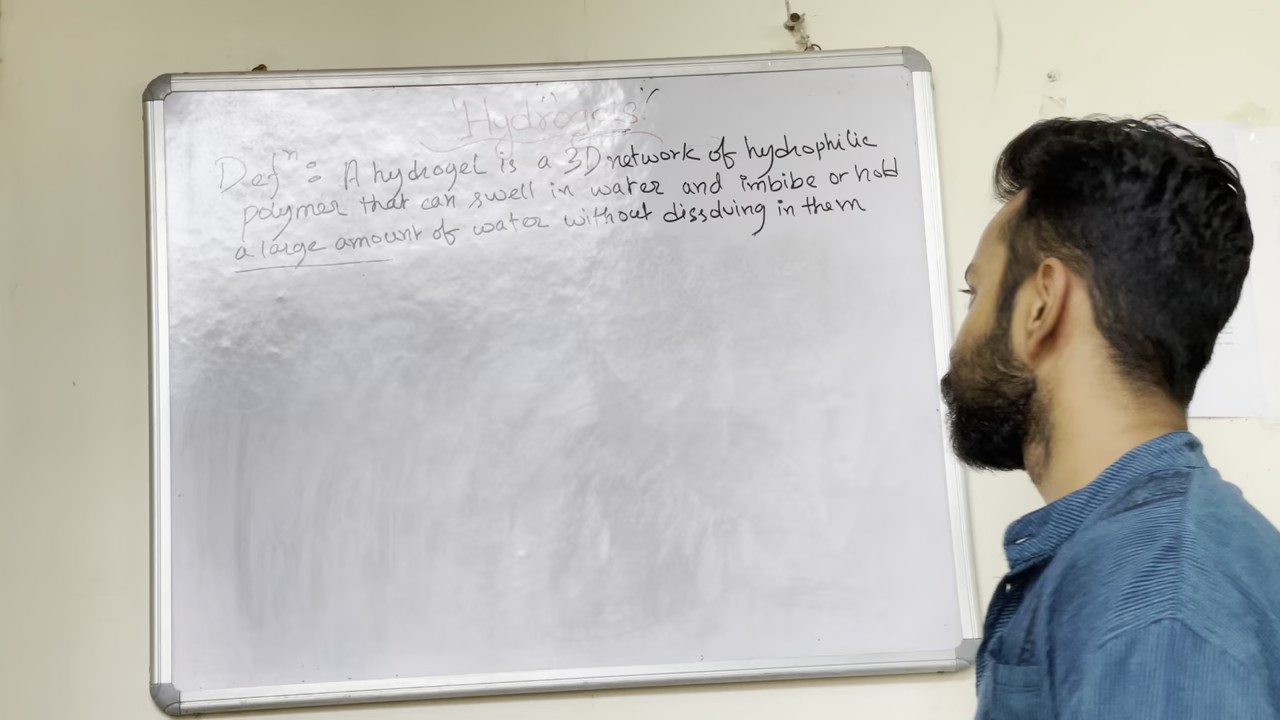 "Hydrogels"
Defⁿ : A hydrogel is a 3D network of hydrophilic
polymer that can swell in water and imbibe or hold
a large amount of water without dissolving in them